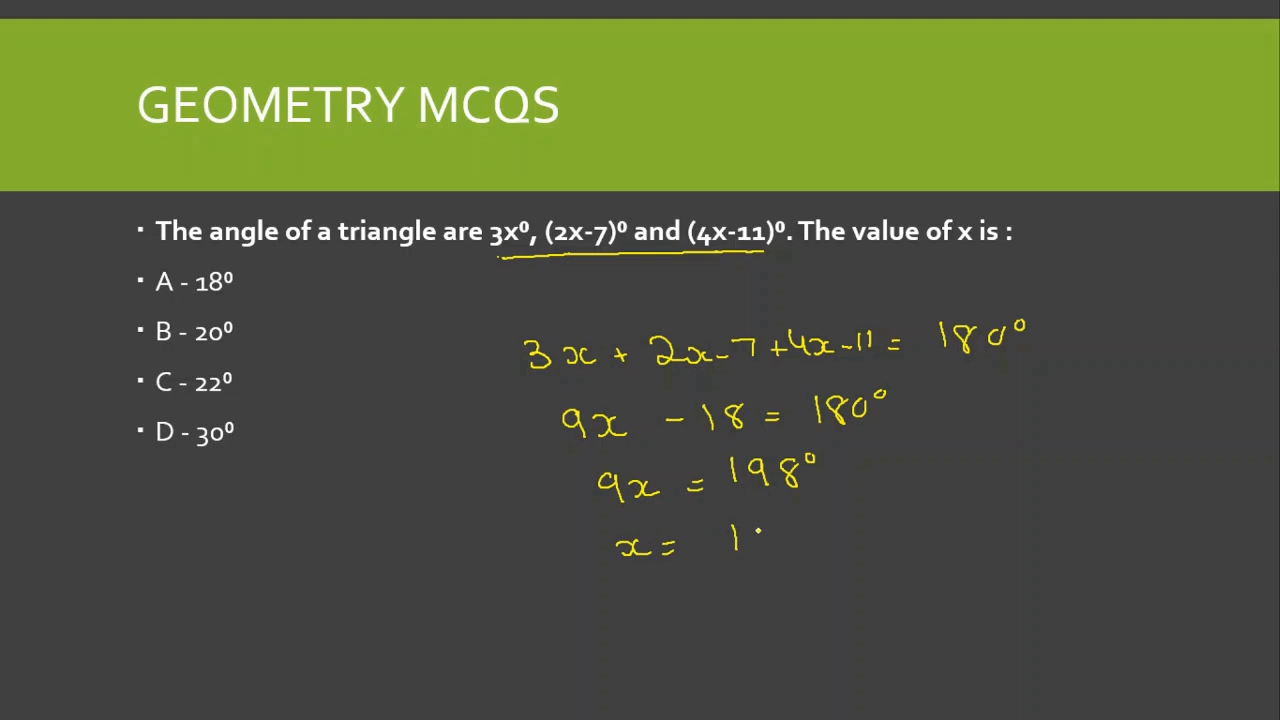 GEOMETRY MCQS
▪ The angle of a triangle are 3x⁰, (2x-7)⁰ and (4x-11)⁰. The value of x is :
▪ A - 18⁰
▪ B - 20⁰
▪ C - 22⁰
▪ D - 30⁰
3x + 2x - 7 + 4x - 11 = 180°
9x - 18 = 180°
9x = 198°
x = 1